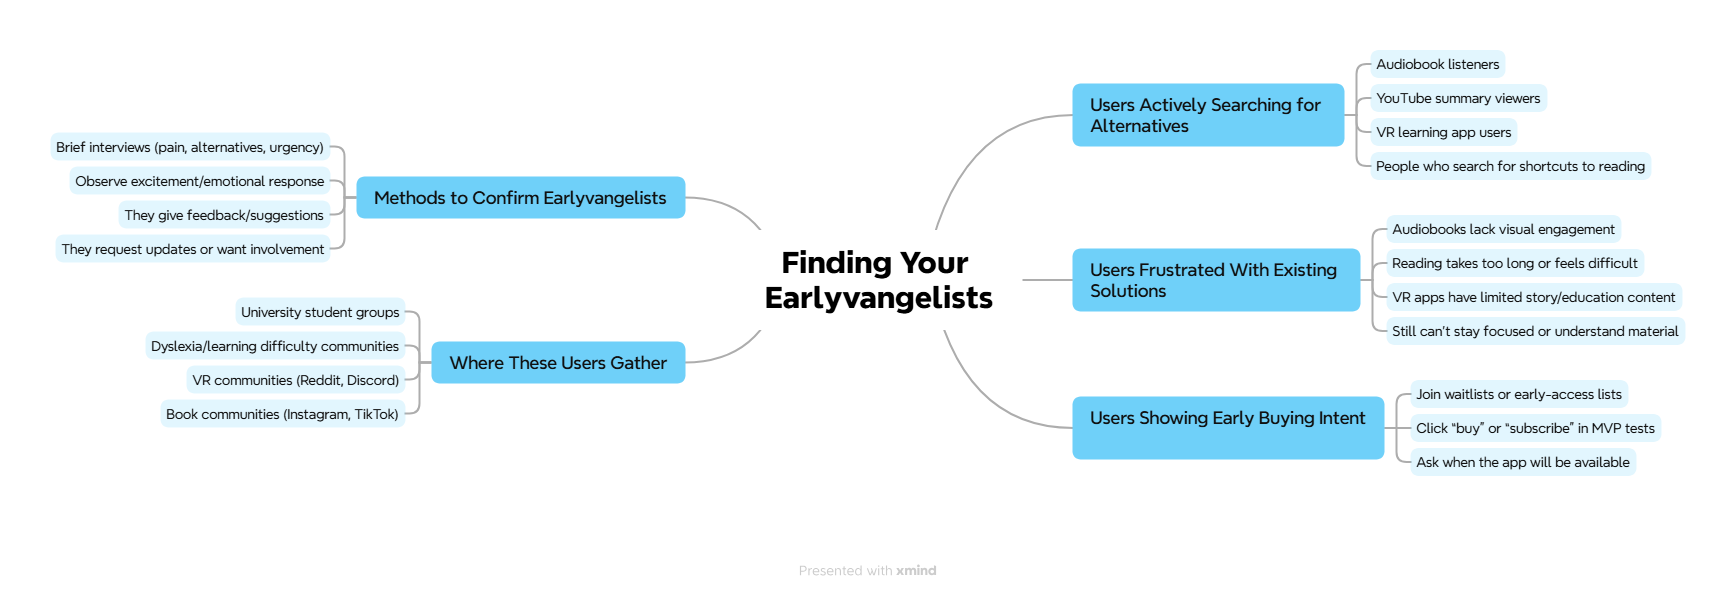 Finding Your
Earlyvangelists
Users Actively Searching for
Alternatives
Audiobook listeners
YouTube summary viewers
VR learning app users
People who search for shortcuts to reading
Users Frustrated With Existing
Solutions
Audiobooks lack visual engagement
Reading takes too long or feels difficult
VR apps have limited story/education content
Still can't stay focused or understand material
Users Showing Early Buying Intent
Join waitlists or early-access lists
Click “buy” or “subscribe” in MVP tests
Ask when the app will be available
Methods to Confirm Earlyvangelists
Brief interviews (pain, alternatives, urgency)
Observe excitement/emotional response
They give feedback/suggestions
They request updates or want involvement
Where These Users Gather
University student groups
Dyslexia/learning difficulty communities
VR communities (Reddit, Discord)
Book communities (Instagram, TikTok)
Presented with xmind